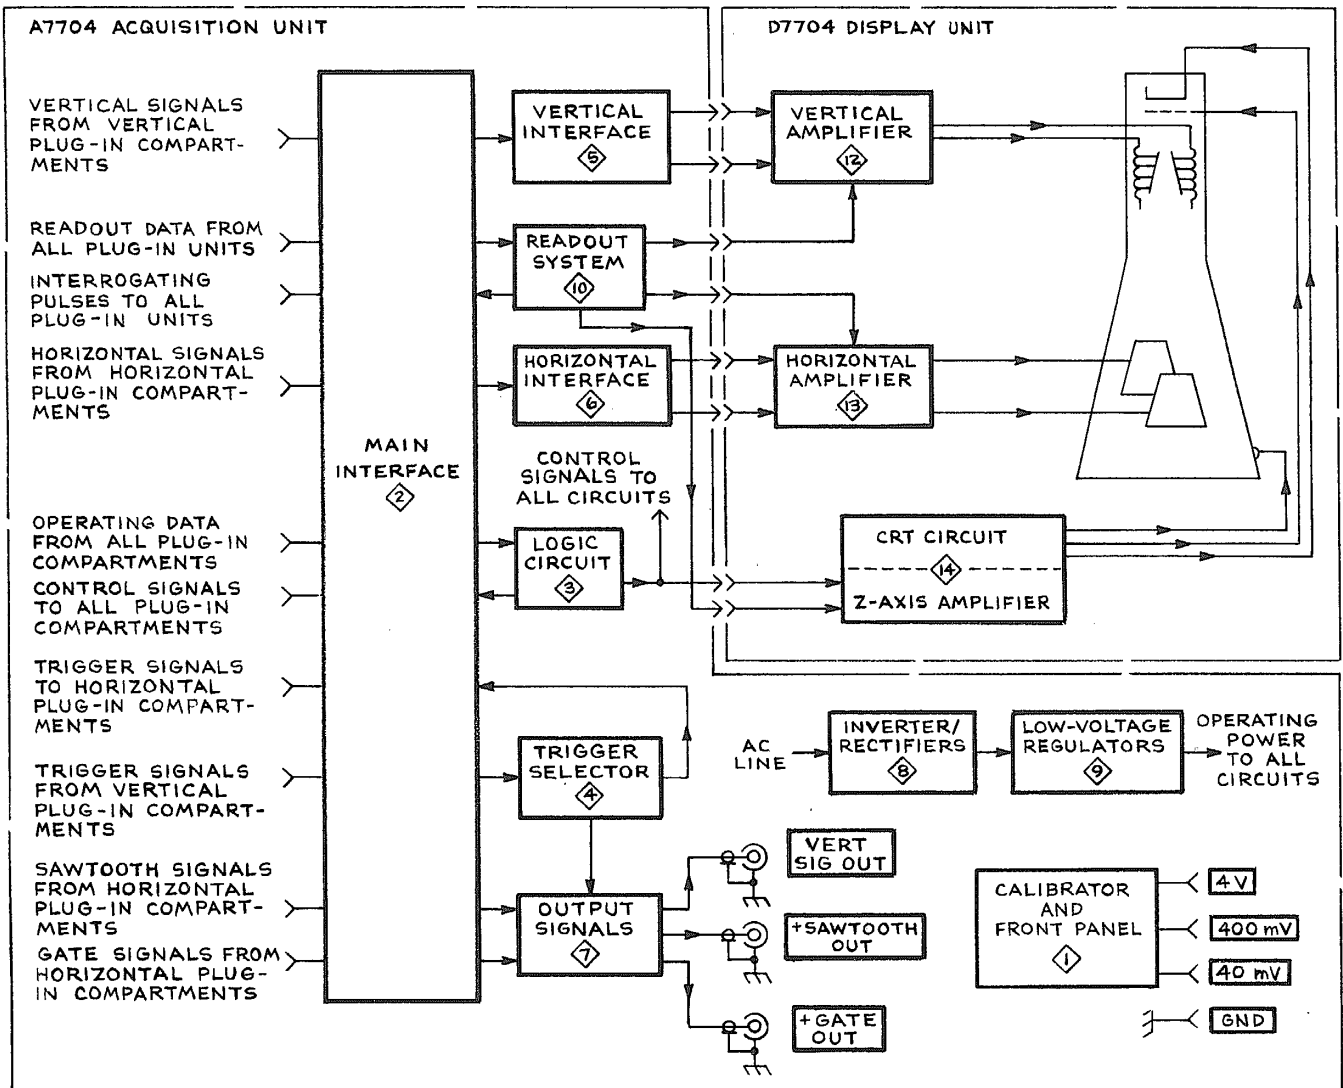 A7704 ACQUISITION UNIT
D7704 DISPLAY UNIT
VERTICAL SIGNALS
FROM VERTICAL
PLUG-IN COMPART-
MENTS
READOUT DATA FROM
ALL PLUG-IN UNITS
INTERROGATING
PULSES TO ALL
PLUG-IN UNITS
HORIZONTAL SIGNALS
FROM HORIZONTAL
PLUG-IN COMPART-
MENTS
OPERATING DATA
FROM ALL PLUG-IN
COMPARTMENTS
CONTROL SIGNALS
TO ALL PLUG-IN
COMPARTMENTS
TRIGGER SIGNALS
TO HORIZONTAL
PLUG-IN COMPART-
MENTS
TRIGGER SIGNALS
FROM VERTICAL
PLUG-IN COMPART-
MENTS
SAWTOOTH SIGNALS
FROM HORIZONTAL
PLUG-IN COMPART-
MENTS
GATE SIGNALS FROM
HORIZONTAL PLUG-
IN COMPARTMENTS
MAIN
INTERFACE
2
VERTICAL
INTERFACE
5
READOUT
SYSTEM
10
HORIZONTAL
INTERFACE
6
CONTROL
SIGNALS TO
ALL CIRCUITS
LOGIC
CIRCUIT
3
TRIGGER
SELECTOR
4
OUTPUT
SIGNALS
7
VERTICAL
AMPLIFIER
12
HORIZONTAL
AMPLIFIER
13
CRT CIRCUIT
14
Z-AXIS AMPLIFIER
AC
LINE
INVERTER/
RECTIFIERS
8
LOW-VOLTAGE
REGULATORS
9
OPERATING
POWER
TO ALL
CIRCUITS
VERT
SIG OUT
+SAWTOOTH
OUT
+GATE
OUT
CALIBRATOR
AND
FRONT PANEL
1
4V
400 mV
40 mV
GND